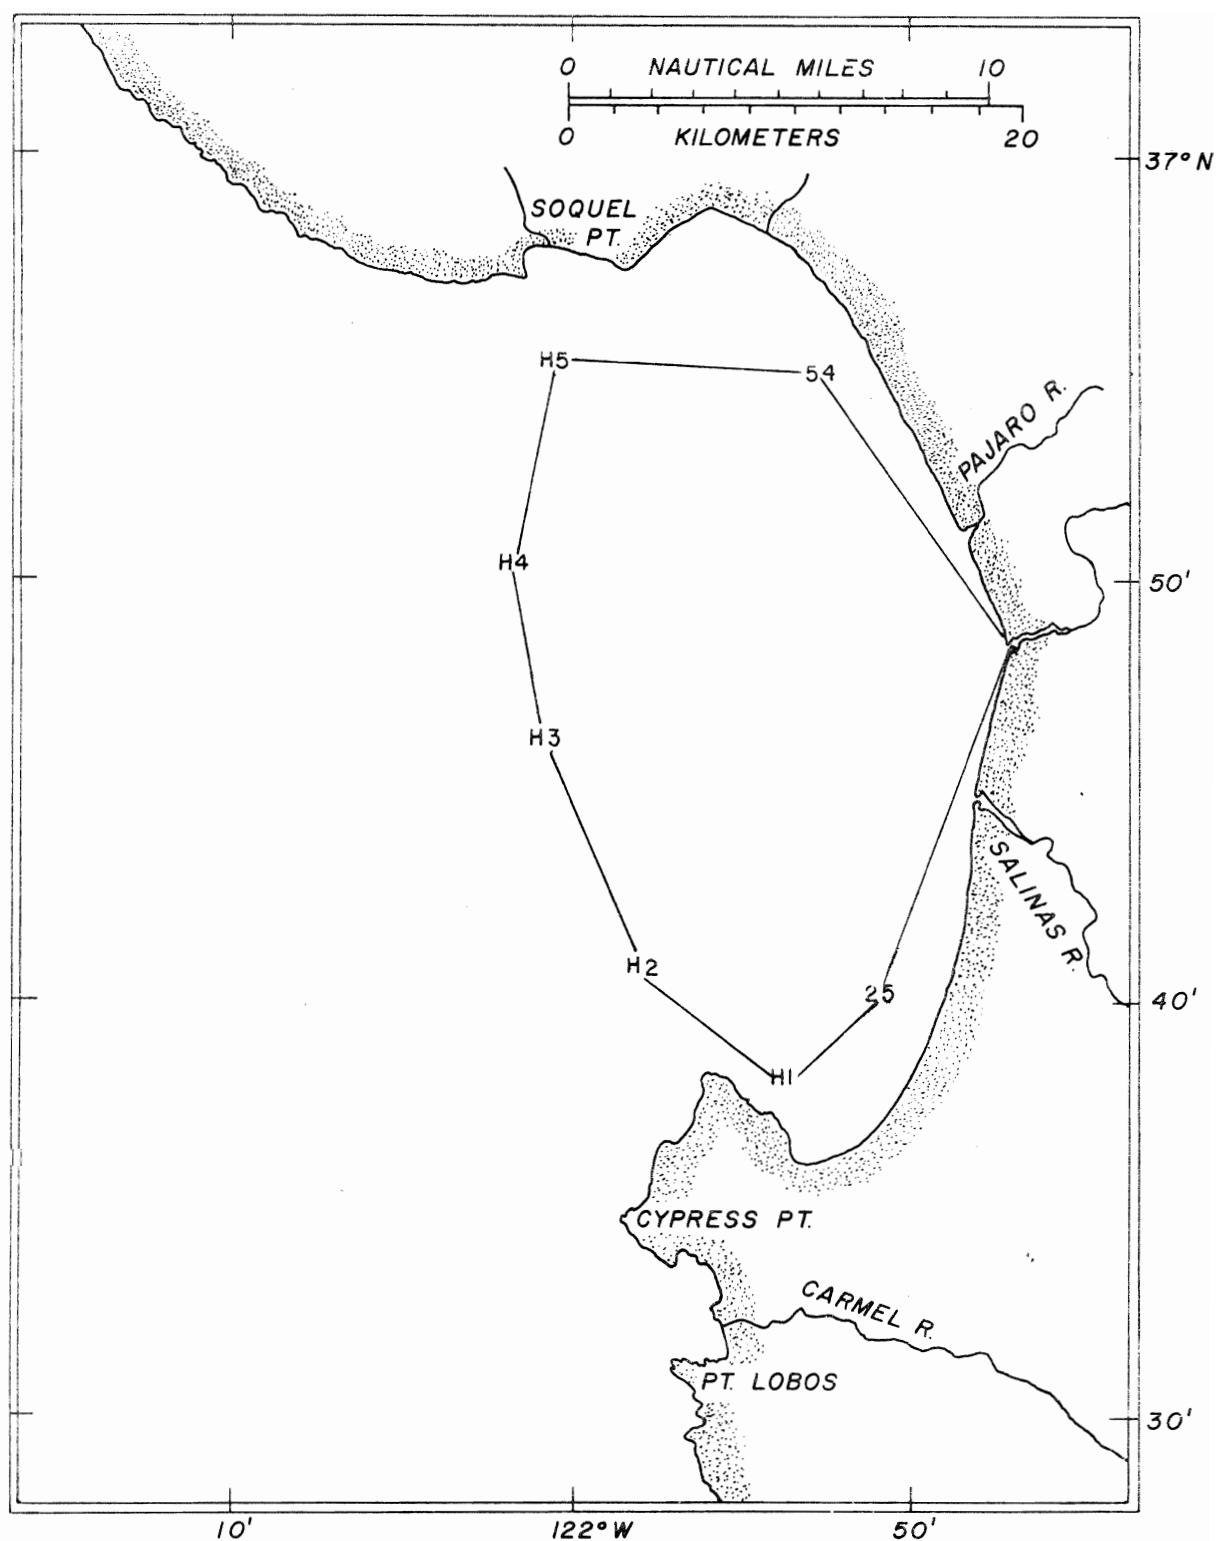 0 NAUTICAL MILES 10
0 KILOMETERS 20
37° N
SOQUEL
PT.
H5
54
PAJARO R.
H4
50'
H3
SALINAS R.
H2
25
40'
H1
CYPRESS PT.
CARMEL R.
PT. LOBOS
30'
10' 122° W 50'